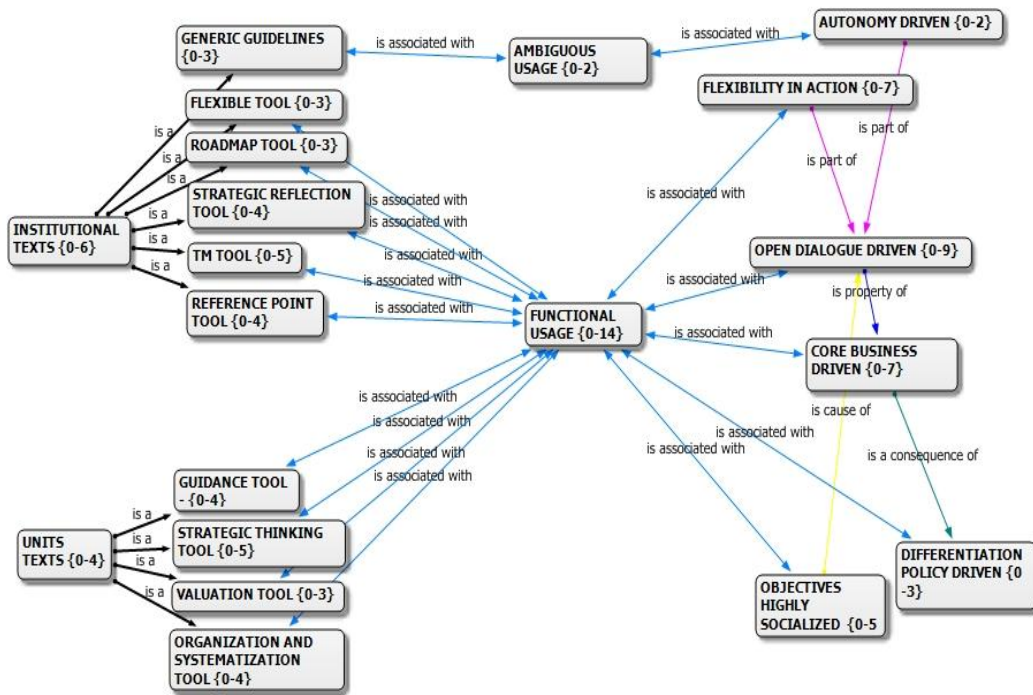 GENERIC GUIDELINES
{0-3}
is associated with
AMBIGUOUS
USAGE {0-2}
is associated with
AUTONOMY DRIVEN {0-2}
FLEXIBILITY IN ACTION {0-7}
is part of
is part of
FLEXIBLE TOOL {0-3}
is a
ROADMAP TOOL {0-3}
is a
is a
STRATEGIC REFLECTION
TOOL {0-4}
is a
INSTITUTIONAL
TEXTS {0-6}
is a
TM TOOL {0-5}
is a
REFERENCE POINT
TOOL {0-4}
is associated with
is associated with
is associated with
is associated with
is associated with
is associated with
OPEN DIALOGUE DRIVEN {0-9}
is associated with
is property of
FUNCTIONAL
USAGE {0-14}
is associated with
CORE BUSINESS
DRIVEN {0-7}
is cause of
is associated with
is associated with
is associated with
is associated with
is associated with
is associated with
is a consequence of
GUIDANCE TOOL
- {0-4}
is a
STRATEGIC THINKING
TOOL {0-5}
is a
UNITS
TEXTS {0-4}
is a
VALUATION TOOL {0-3}
is a
ORGANIZATION AND
SYSTEMATIZATION
TOOL {0-4}
DIFFERENTIATION
POLICY DRIVEN {0
-3}
OBJECTIVES
HIGHLY
SOCIALIZED {0-5